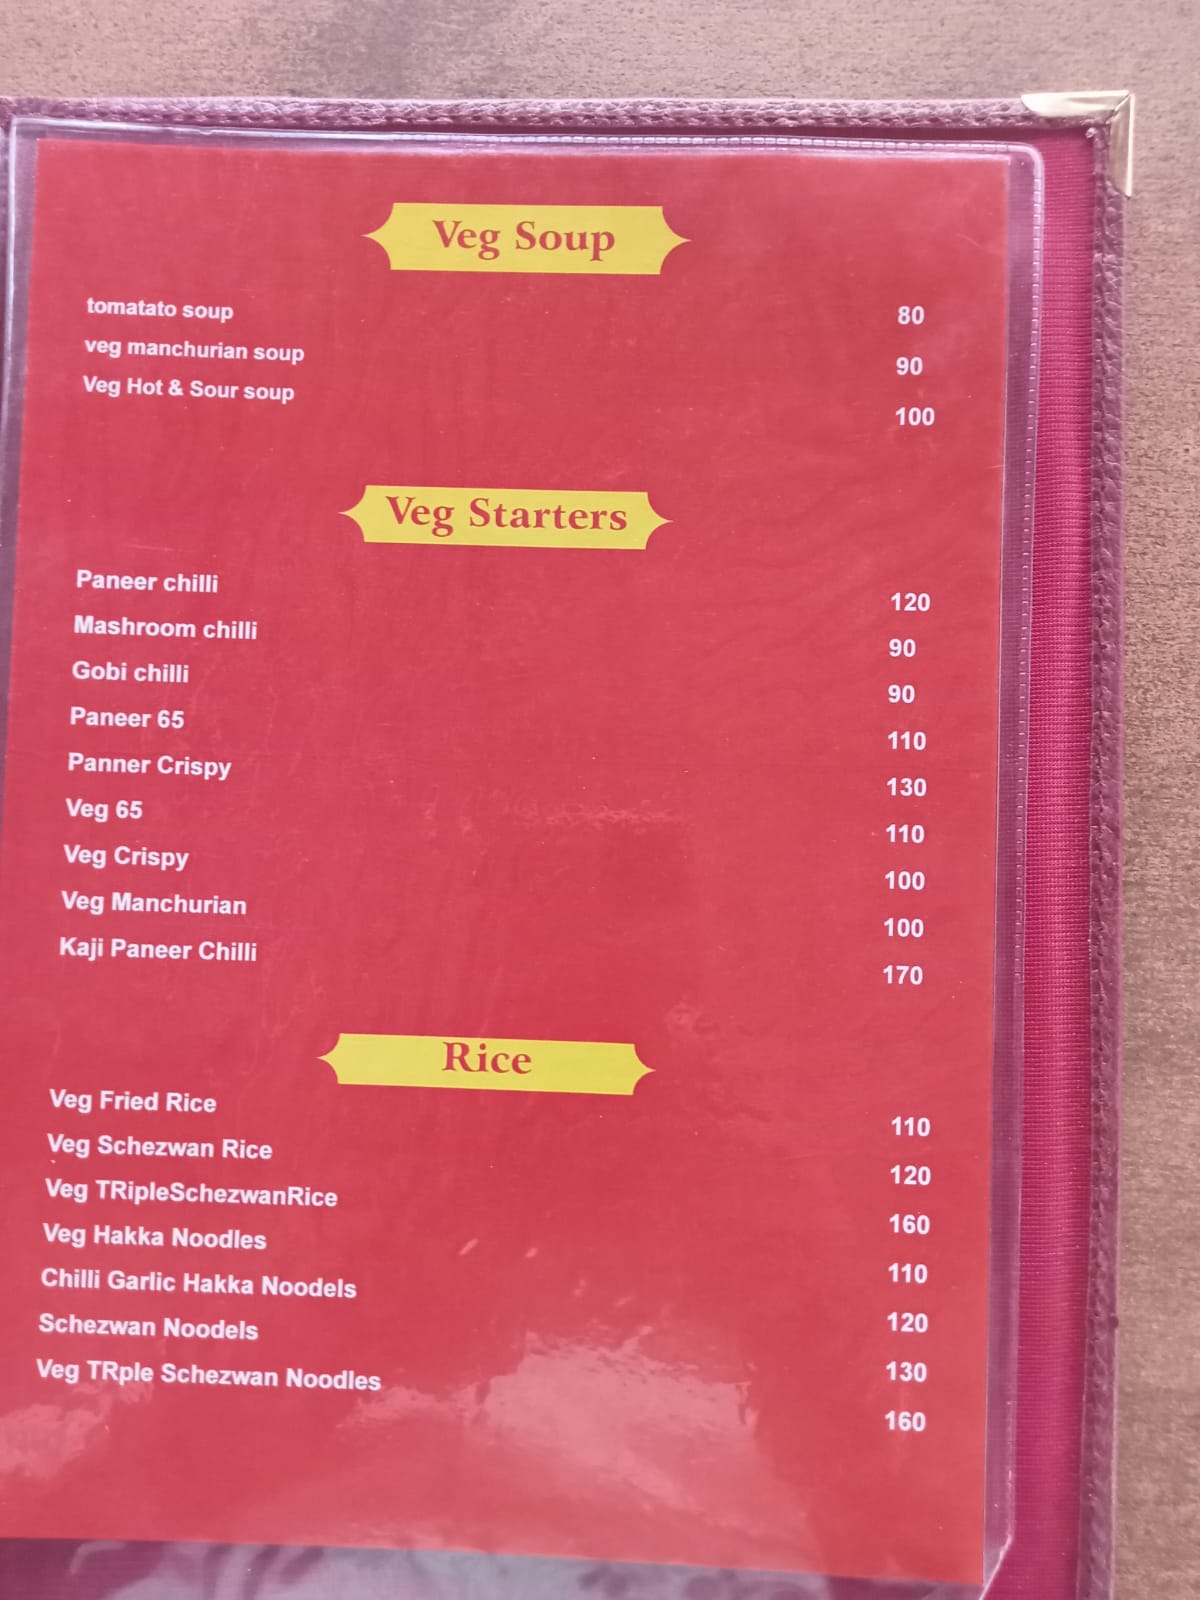 Veg Soup
tomatato soup 80
veg manchurian soup 90
Veg Hot & Sour soup 100
Veg Starters
Paneer chilli 120
Mashroom chilli 90
Gobi chilli 90
Paneer 65 110
Panner Crispy 130
Veg 65 110
Veg Crispy 100
Veg Manchurian 100
Kaji Paneer Chilli 170
Rice
Veg Fried Rice 110
Veg Schezwan Rice 120
Veg TRipleSchezwanRice 160
Veg Hakka Noodles 110
Chilli Garlic Hakka Noodels 120
Schezwan Noodels 130
Veg TRple Schezwan Noodles 160